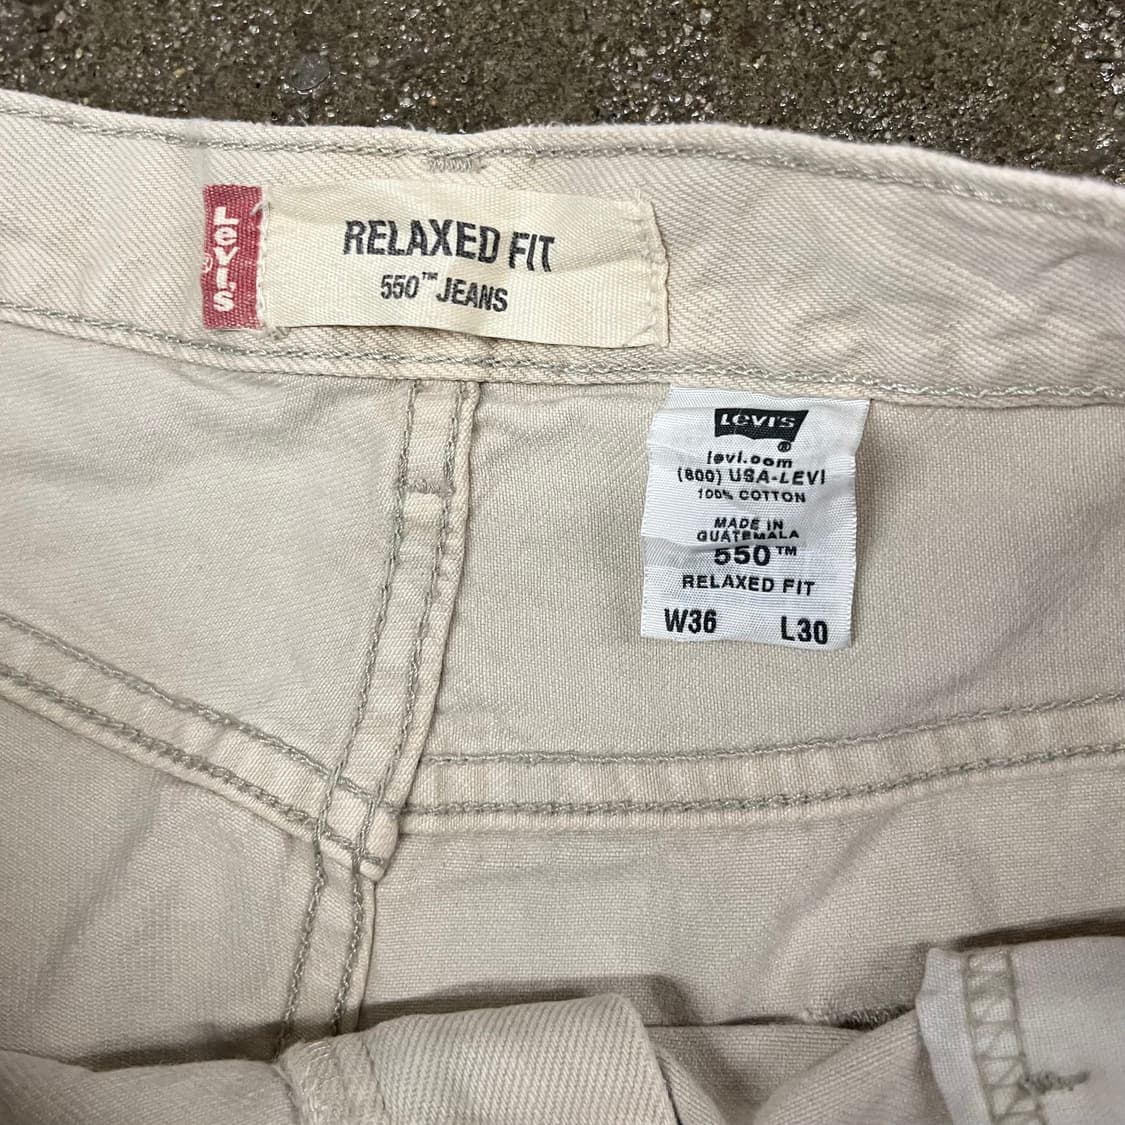 Levi's®
RELAXED FIT
550™ JEANS
LEVI'S
®
levi.com
(800) USA-LEVI
100% COTTON
MADE IN
GUATEMALA
550™
RELAXED FIT
W36 L30